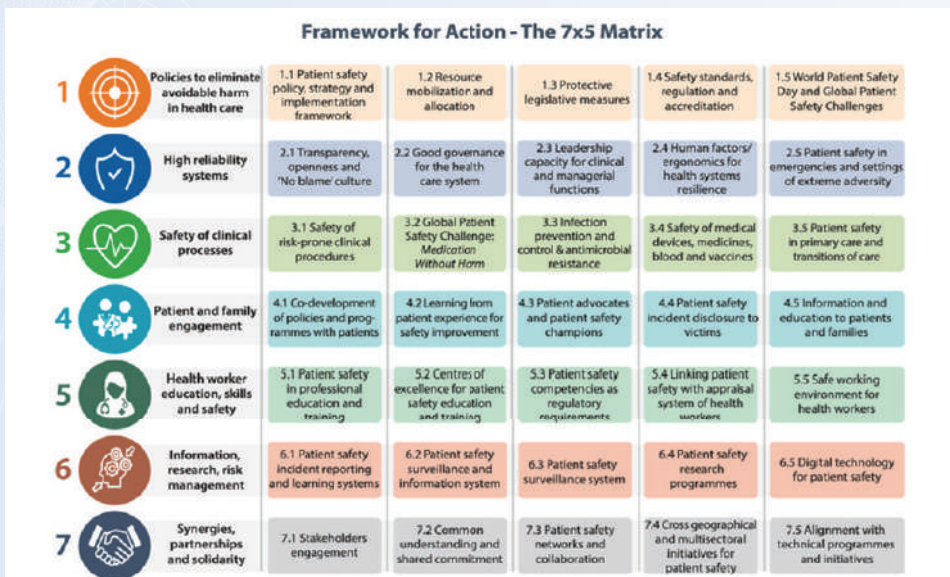 Framework for Action - The 7x5 Matrix
1
Policies to eliminate
avoidable harm
in health care
1.1 Patient safety
policy, strategy and
implementation
framework
1.2 Resource
mobilization and
allocation
1.3 Protective
legislative measures
1.4 Safety standards,
regulation and
accreditation
1.5 World Patient Safety
Day and Global Patient
Safety Challenges
2
High reliability
systems
2.1 Transparency,
openness and
'No blame' culture
2.2 Good governance
for the health
care system
2.3 Leadership
capacity for clinical
and managerial
functions
2.4 Human factors/
ergonomics for
health systems
resilience
2.5 Patient safety in
emergencies and settings
of extreme adversity
3
Safety of clinical
processes
3.1 Safety of
risk-prone clinical
procedures
3.2 Global Patient
Safety Challenge:
Medication
Without Harm
3.3 Infection
prevention and
control & antimicrobial
resistance
3.4 Safety of medical
devices, medicines,
blood and vaccines
3.5 Patient safety
in primary care and
transitions of care
4
Patient and family
engagement
4.1 Co-development
of policies and prog-
rammes with patients
4.2 Learning from
patient experience for
safety improvement
4.3 Patient advocates
and patient safety
champions
4.4 Patient safety
incident disclosure to
victims
4.5 Information and
education to patients
and families
5
Health worker
education, skills
and safety
5.1 Patient safety
in professional
education and
training
5.2 Centres of
excellence for patient
safety education
and training
5.3 Patient safety
competencies as
regulatory
requirements
5.4 Linking patient
safety with appraisal
system of health
workers
5.5 Safe working
environment for
health workers
6
Information,
research, risk
management
6.1 Patient safety
incident reporting
and learning systems
6.2 Patient safety
surveillance and
information system
6.3 Patient safety
surveillance system
6.4 Patient safety
research
programmes
6.5 Digital technology
for patient safety
7
Synergies,
partnerships
and solidarity
7.1 Stakeholders
engagement
7.2 Common
understanding and
shared commitment
7.3 Patient safety
networks and
collaboration
7.4 Cross geographical
and multisectoral
initiatives for
patient safety
7.5 Alignment with
technical programmes
and initiatives